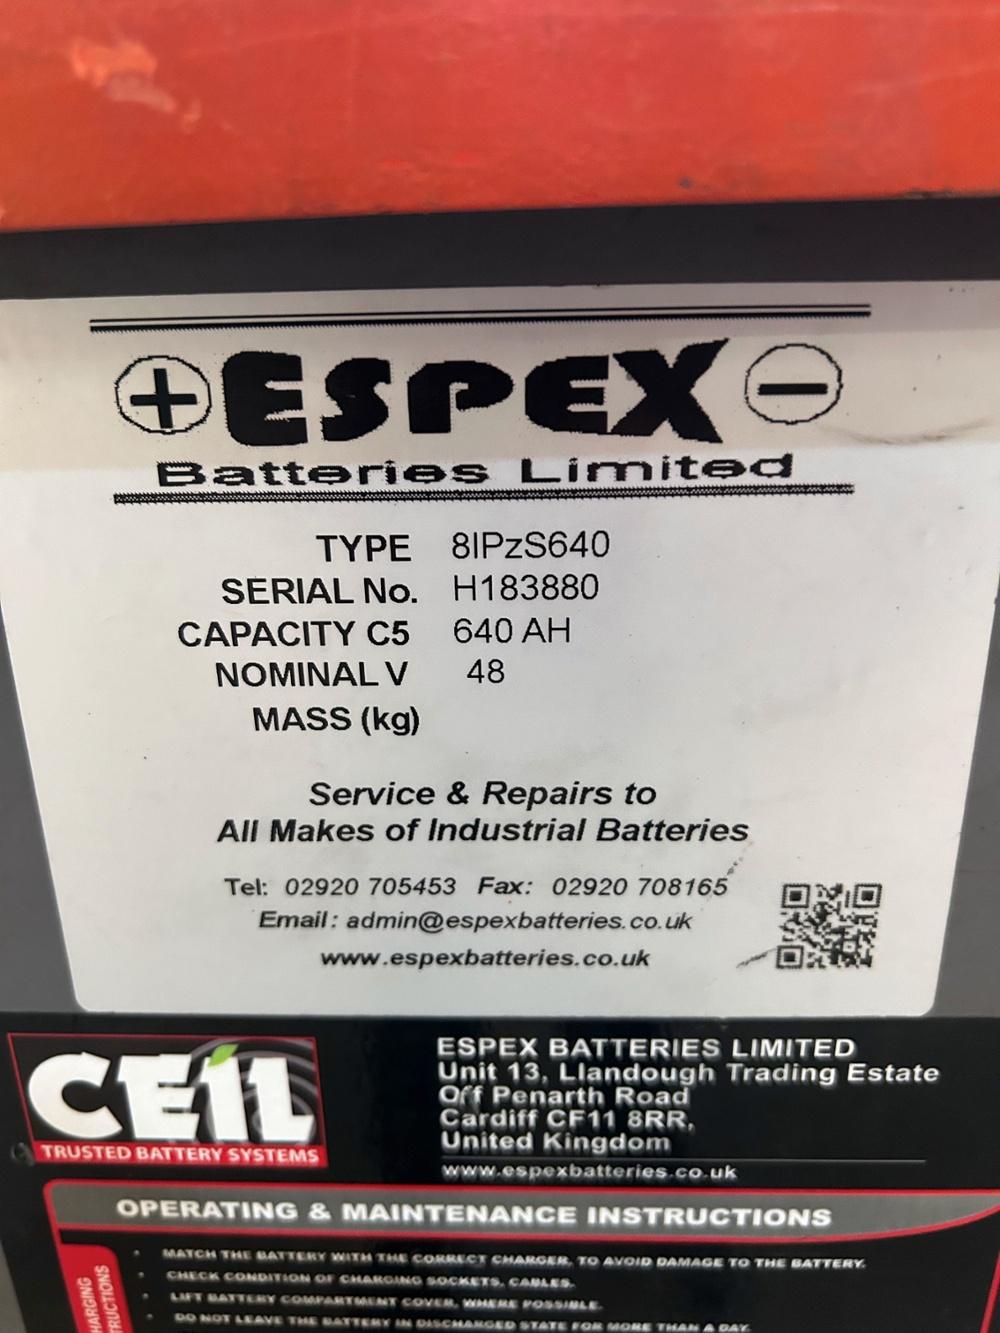 ESPEX
Batteries Limited
TYPE 8IPzS640
SERIAL No. H183880
CAPACITY C5 640 AH
NOMINAL V 48
MASS (kg)
Service & Repairs to
All Makes of Industrial Batteries
Tel: 02920 705453 Fax: 02920 708165
Email: admin@espexbatteries.co.uk
www.espexbatteries.co.uk
CEIL
TRUSTED BATTERY SYSTEMS
ESPEX BATTERIES LIMITED
Unit 13, Llandough Trading Estate
Off Penarth Road
Cardiff CF11 8RR,
United Kingdom
www.espexbatteries.co.uk
OPERATING & MAINTENANCE INSTRUCTIONS
• MATCH THE BATTERY WITH THE CORRECT CHARGER, TO AVOID DAMAGE TO THE BATTERY.
• CHECK CONDITION OF CHARGING SOCKETS, CABLES.
• LIFT BATTERY COMPARTMENT COVER, WHERE POSSIBLE.
• DO NOT LEAVE THE BATTERY IN DISCHARGED STATE FOR MORE THAN A DAY.